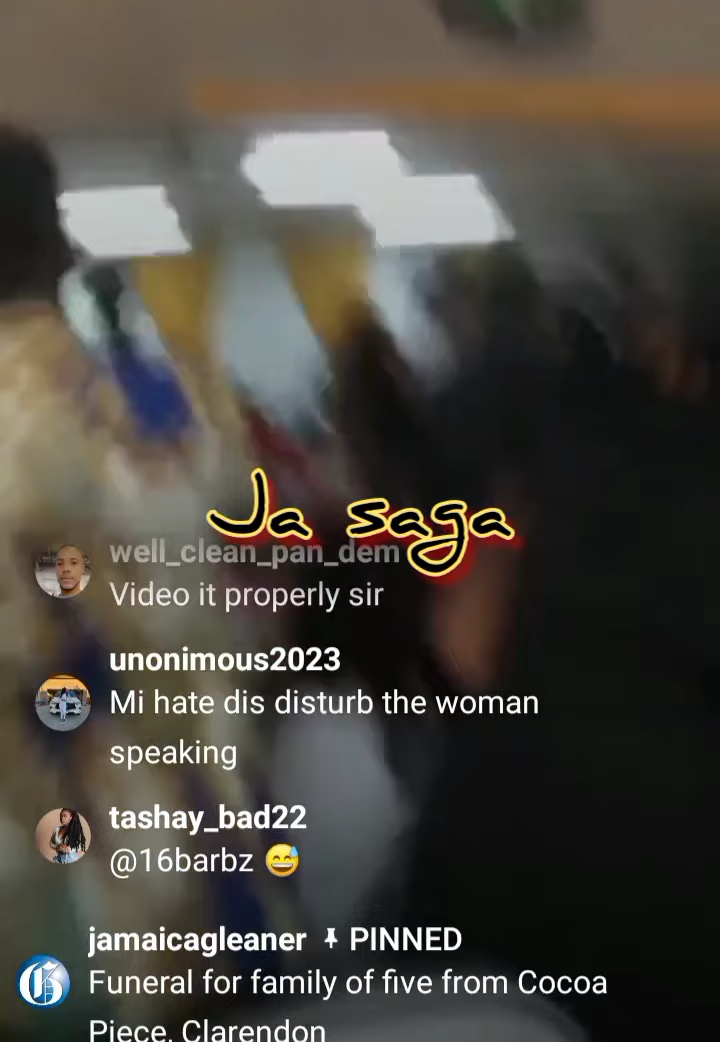 Ja saga
well_clean_pan_dem
Video it properly sir
unonimous2023
Mi hate dis disturb the woman
speaking
tashay_bad22
@16barbz 😅
jamaicagleaner PINNED
Funeral for family of five from Cocoa
Piece, Clarendon